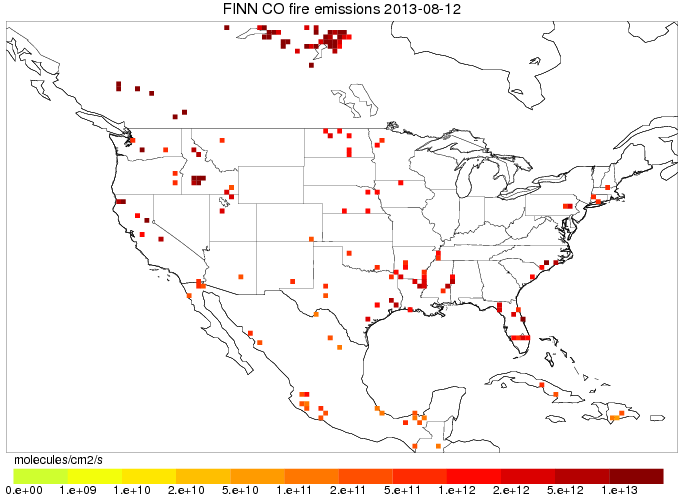 FINN CO fire emissions 2013-08-12
molecules/cm2/s
0.e+00 1.e+09 1.e+10 2.e+10 5.e+10 1.e+11 2.e+11 5.e+11 1.e+12 2.e+12 5.e+12 1.e+13